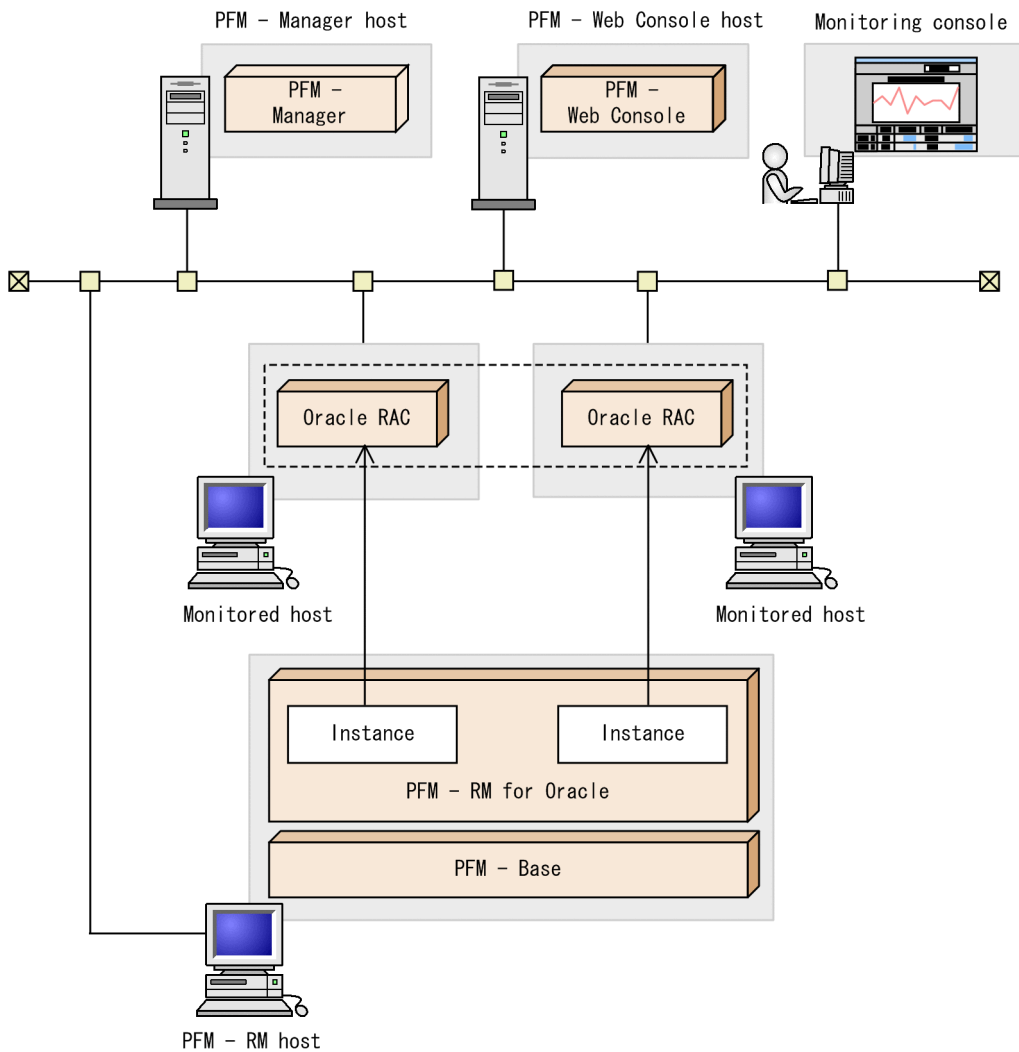 PFM － Manager host
PFM － Web Console host
Monitoring console
PFM －
Manager
PFM －
Web Console
Oracle RAC
Oracle RAC
Monitored host
Monitored host
Instance
Instance
PFM － RM for Oracle
PFM － Base
PFM － RM host